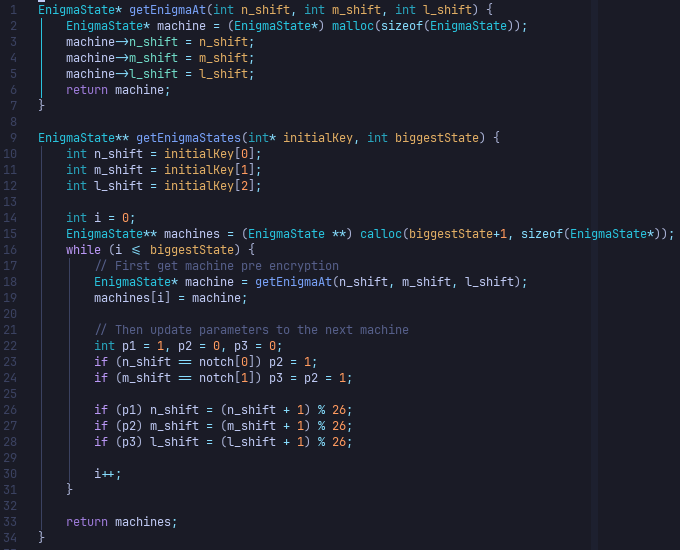 1 EnigmaState* getEnigmaAt(int n_shift, int m_shift, int l_shift) {
2     EnigmaState* machine = (EnigmaState*) malloc(sizeof(EnigmaState));
3     machine->n_shift = n_shift;
4     machine->m_shift = m_shift;
5     machine->l_shift = l_shift;
6     return machine;
7 }
8
9 EnigmaState** getEnigmaStates(int* initialKey, int biggestState) {
10     int n_shift = initialKey[0];
11     int m_shift = initialKey[1];
12     int l_shift = initialKey[2];
13
14     int i = 0;
15     EnigmaState** machines = (EnigmaState **) calloc(biggestState+1, sizeof(EnigmaState*));
16     while (i <= biggestState) {
17         // First get machine pre encryption
18         EnigmaState* machine = getEnigmaAt(n_shift, m_shift, l_shift);
19         machines[i] = machine;
20
21         // Then update parameters to the next machine
22         int p1 = 1, p2 = 0, p3 = 0;
23         if (n_shift == notch[0]) p2 = 1;
24         if (m_shift == notch[1]) p3 = p2 = 1;
25
26         if (p1) n_shift = (n_shift + 1) % 26;
27         if (p2) m_shift = (m_shift + 1) % 26;
28         if (p3) l_shift = (l_shift + 1) % 26;
29
30         i++;
31     }
32
33     return machines;
34 }